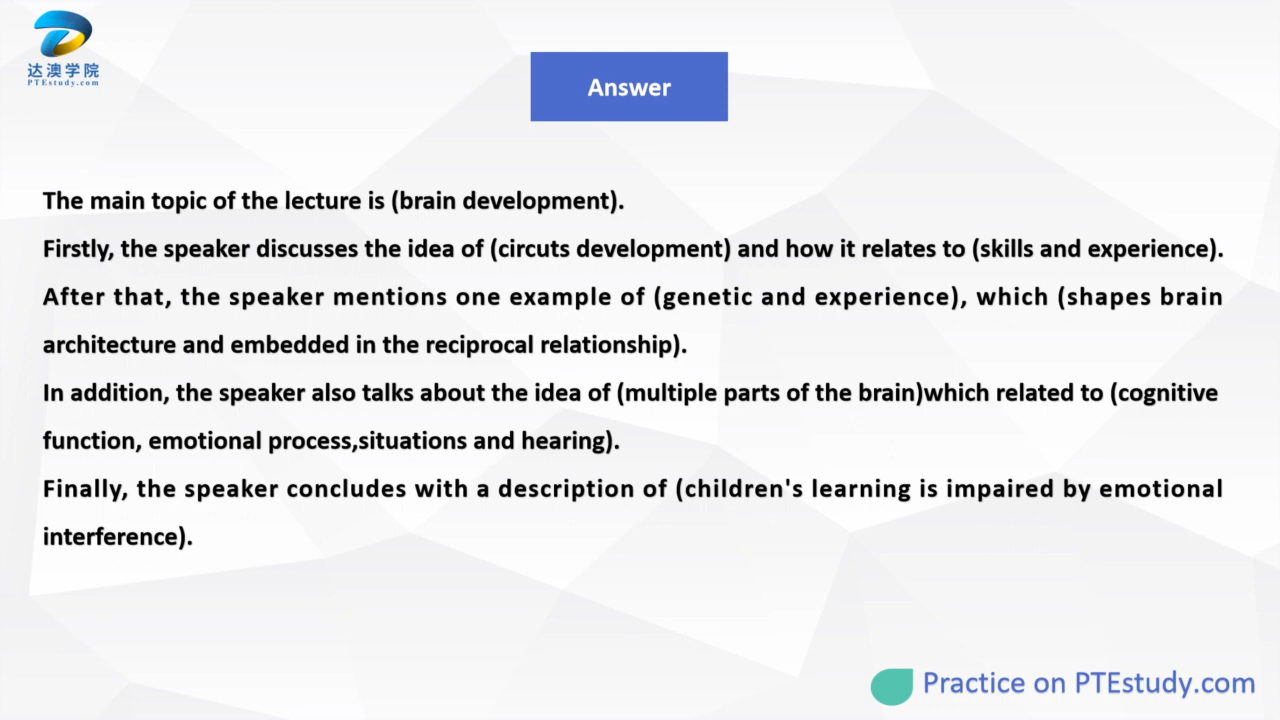 达澳学院
PTEstudy.com
Answer
The main topic of the lecture is (brain development).
Firstly, the speaker discusses the idea of (circuts development) and how it relates to (skills and experience).
After that, the speaker mentions one example of (genetic and experience), which (shapes brain
architecture and embedded in the reciprocal relationship).
In addition, the speaker also talks about the idea of (multiple parts of the brain)which related to (cognitive
function, emotional process,situations and hearing).
Finally, the speaker concludes with a description of (children's learning is impaired by emotional
interference).
Practice on PTEstudy.com